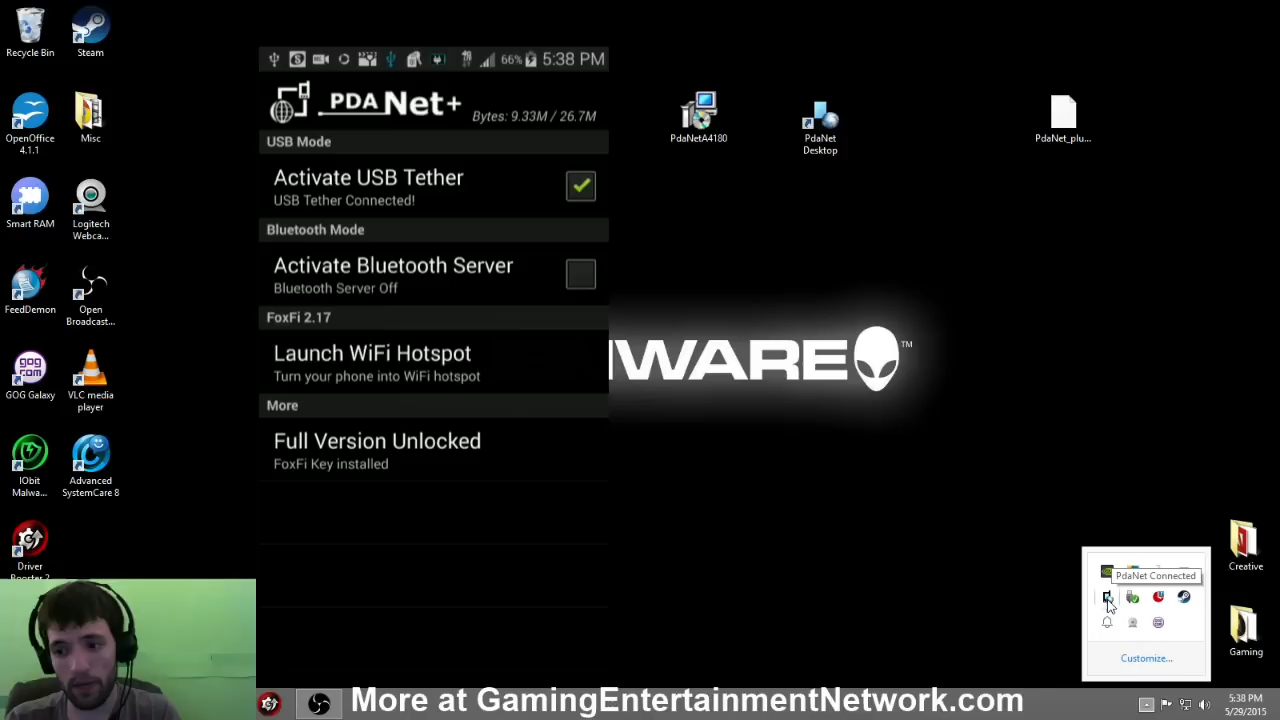 Recycle Bin
Steam
OpenOffice 4.1.1
Misc
Smart RAM
Logitech Webca...
FeedDemon
Open Broadcast...
GOG Galaxy
VLC media player
IObit Malwa...
Advanced SystemCare 8
Driver Booster 2
66% 5:38 PM
PDA Net+
Bytes: 9.33M / 26.7M
USB Mode
Activate USB Tether
USB Tether Connected!
Bluetooth Mode
Activate Bluetooth Server
Bluetooth Server Off
FoxFi 2.17
Launch WiFi Hotspot
Turn your phone into WiFi hotspot
More
Full Version Unlocked
FoxFi Key installed
PdaNetA4180
PdaNet Desktop
PdaNet_plu...
WARE™
PdaNet Connected
Customize...
Creative
Gaming
More at GamingEntertainmentNetwork.com
5:38 PM
5/29/2015